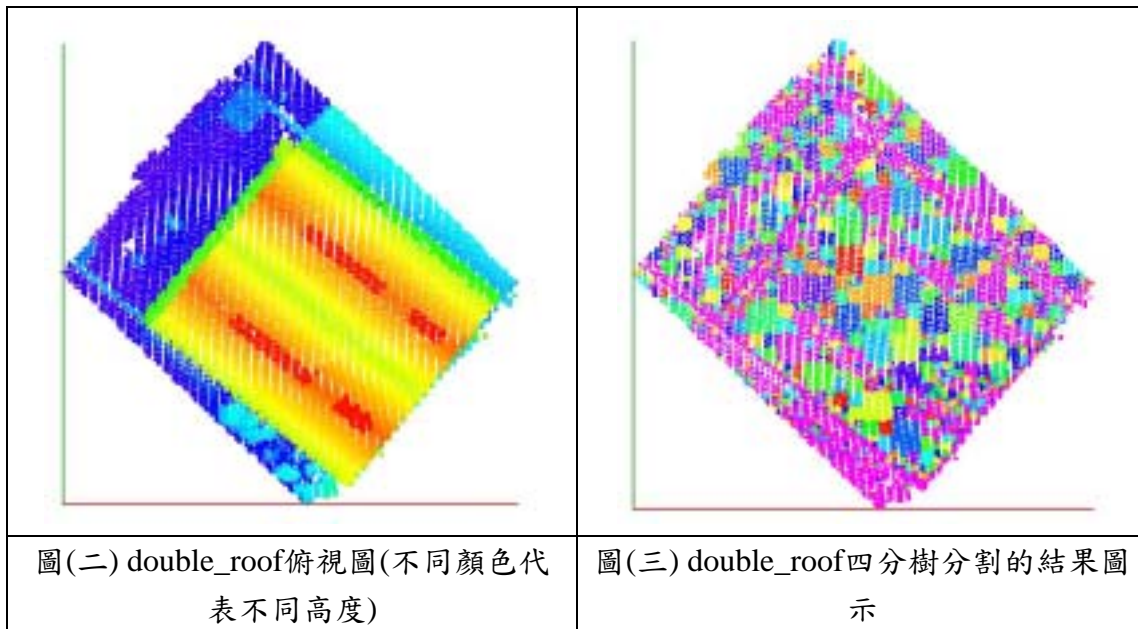 圖(二) double_roof俯視圖(不同顏色代
表不同高度)
圖(三) double_roof四分樹分割的結果圖
示